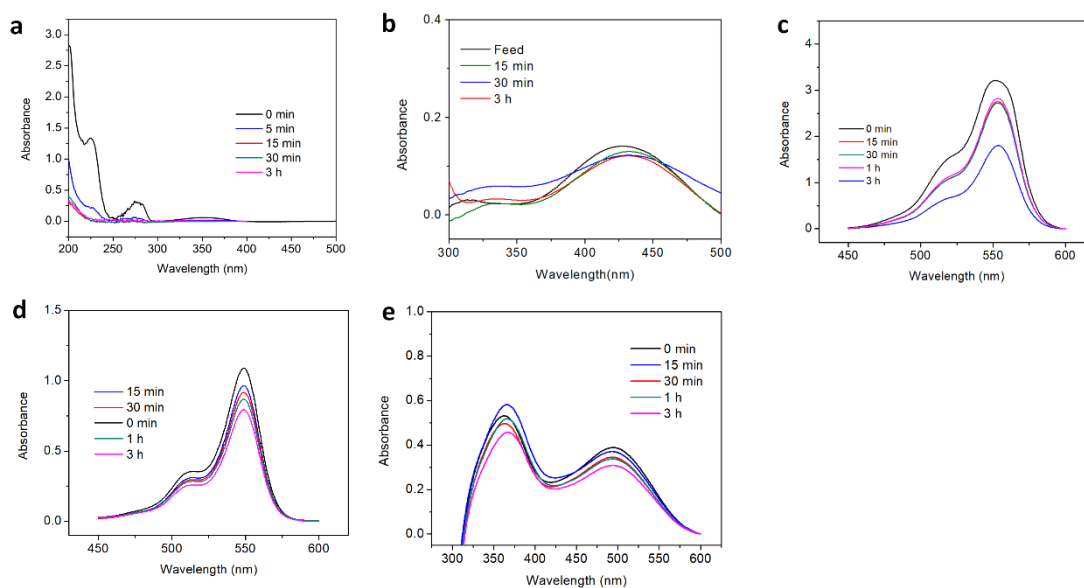 a
3.0
2.5
2.0
1.5
1.0
0.5
0.0
Absorbance
0 min
5 min
15 min
30 min
3 h
200 250 300 350 400 450 500
Wavelength (nm)
b
0.4
0.2
0.0
Absorbance
Feed
15 min
30 min
3 h
300 350 400 450 500
Wavelength(nm)
c
4
3
2
1
0
Absorbance
0 min
15 min
30 min
1 h
3 h
450 500 550 600
Wavelength (nm)
d
1.5
1.0
0.5
0.0
Absorbance
15 min
30 min
0 min
1 h
3 h
450 500 550 600
Wavelength (nm)
e
1.0
0.8
0.6
0.4
0.2
0.0
Absorbance
0 min
15 min
30 min
1 h
3 h
300 350 400 450 500 550 600
Wavelength (nm)